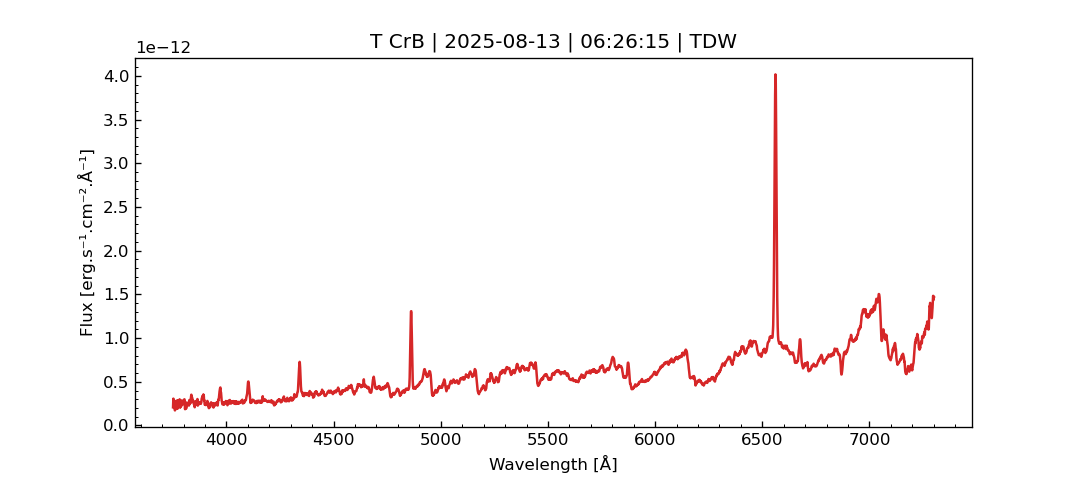 T CrB | 2025-08-13 | 06:26:15 | TDW
1e−12
Flux [erg.s⁻¹.cm⁻².Å⁻¹]
4.0
3.5
3.0
2.5
2.0
1.5
1.0
0.5
0.0
4000 4500 5000 5500 6000 6500 7000
Wavelength [Å]